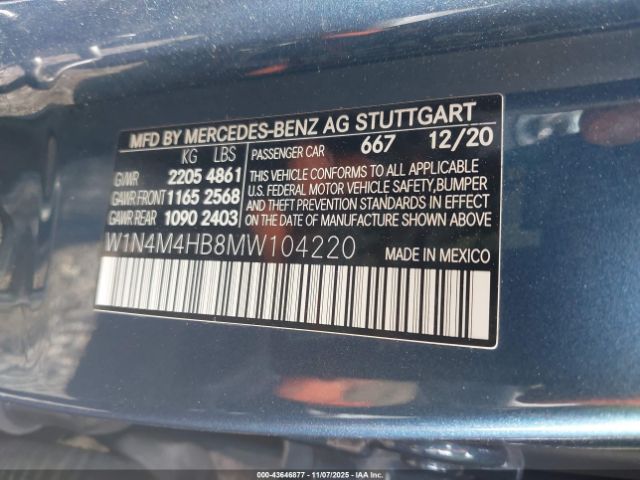 MFD BY MERCEDES-BENZ AG STUTTGART
KG LBS PASSENGER CAR 667 12/20
GVWR 2205 4861 THIS VEHICLE CONFORMS TO ALL APPLICABLE
GAWR FRONT 1165 2568 U.S. FEDERAL MOTOR VEHICLE SAFETY, BUMPER
AND THEFT PREVENTION STANDARDS IN EFFECT
GAWR REAR 1090 2403 ON THE DATE OF MANUFACTURE SHOWN ABOVE
W1N4M4HB8MW104220 MADE IN MEXICO
000-43646877 - 11/07/2025 - IAA Inc.